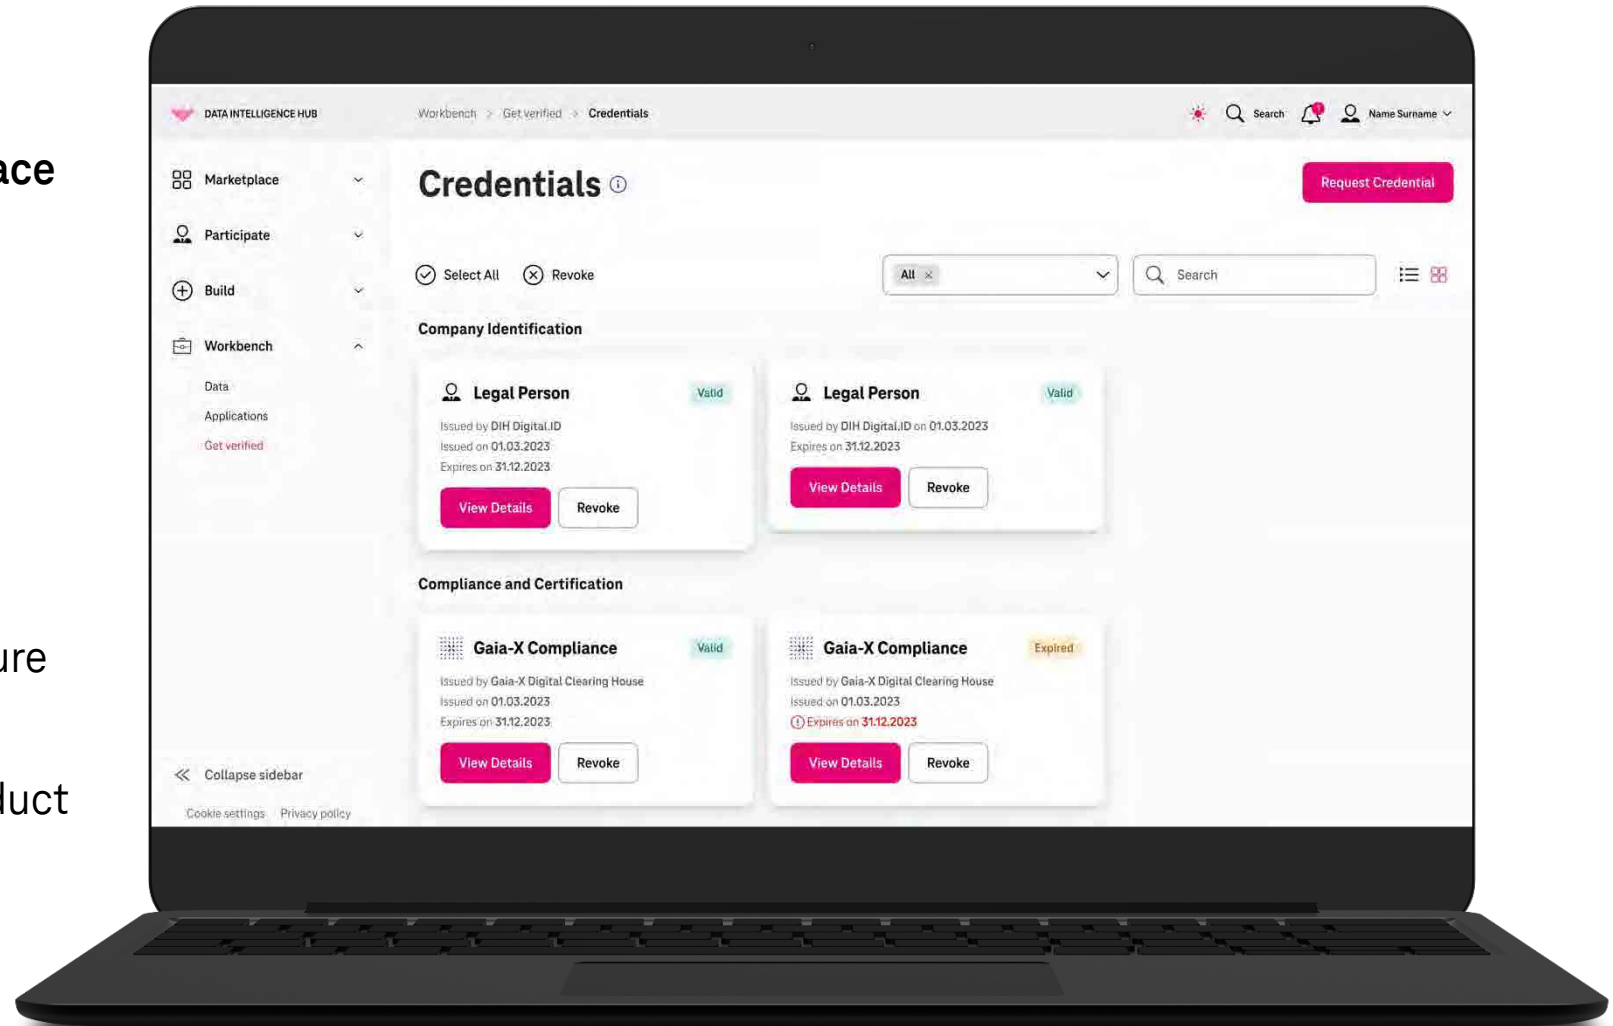 ace
ure
duct
DATA INTELLIGENCE HUB
Workbench > Get verified > Credentials
Search
1
Name Surname
Marketplace
Participate
Build
Workbench
Data
Applications
Get verified
Collapse sidebar
Cookie settings Privacy policy
Credentials
Request Credential
Select All Revoke
All ×
Search
Company Identification
Legal Person Valid
Issued by DIH Digital.ID
Issued on 01.03.2023
Expires on 31.12.2023
View Details Revoke
Legal Person Valid
Issued by DIH Digital.ID on 01.03.2023
Expires on 31.12.2023
View Details Revoke
Compliance and Certification
Gaia-X Compliance Valid
Issued by Gaia-X Digital Clearing House
Issued on 01.03.2023
Expires on 31.12.2023
View Details Revoke
Gaia-X Compliance Expired
Issued by Gaia-X Digital Clearing House
Issued on 01.03.2023
Expires on 31.12.2023
View Details Revoke